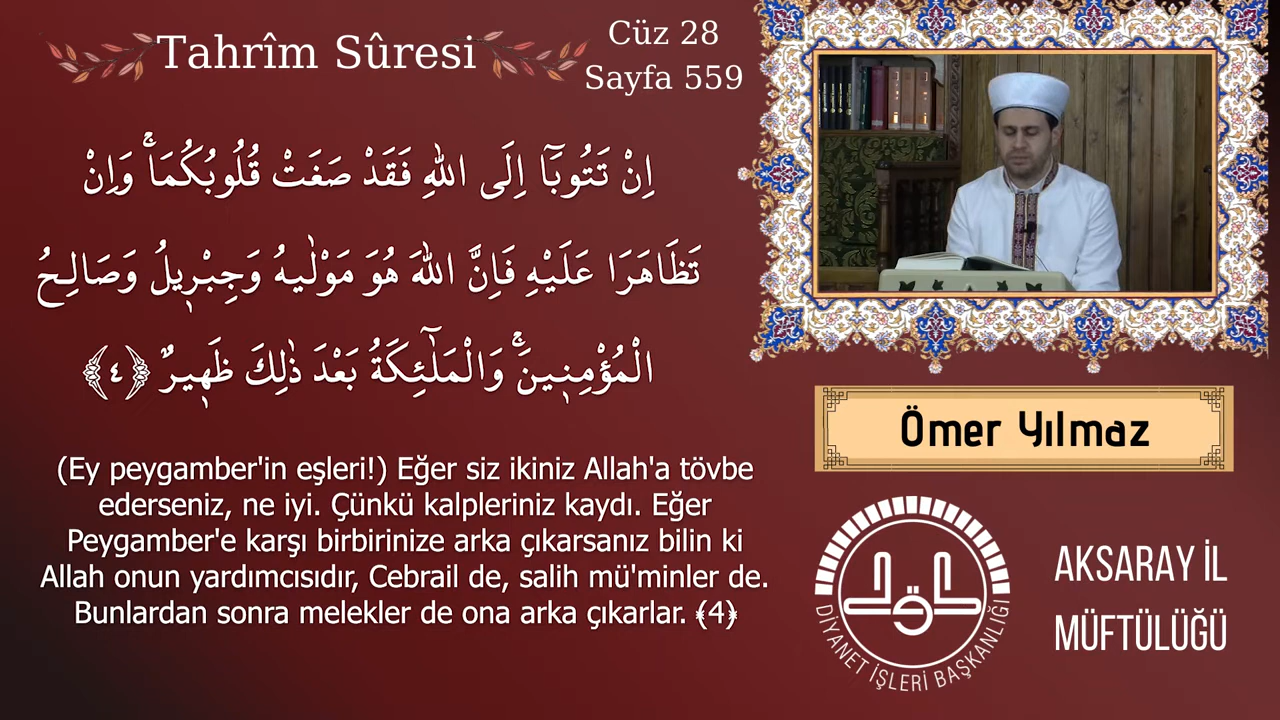 Tahrîm Sûresi
Cüz 28
Sayfa 559
اِنْ تَتُوبَٓا اِلَى اللّٰهِ فَقَدْ صَغَتْ قُلُوبُكُمَاۚ وَاِنْ
تَظَاهَرَا عَلَيْهِ فَاِنَّ اللّٰهَ هُوَ مَوْلٰيهُ وَجِبْر۪يلُ وَصَالِحُ
الْمُؤْمِن۪ينَۚ وَالْمَلٰٓئِكَةُ بَعْدَ ذٰلِكَ ظَه۪يرٌ ﴿٤﴾
(Ey peygamber'in eşleri!) Eğer siz ikiniz Allah'a tövbe
ederseniz, ne iyi. Çünkü kalpleriniz kaydı. Eğer
Peygamber'e karşı birbirinize arka çıkarsanız bilin ki
Allah onun yardımcısıdır, Cebrail de, salih mü'minler de.
Bunlardan sonra melekler de ona arka çıkarlar. ﴾4﴿
Ömer Yılmaz
DİYANET İŞLERİ BAŞKANLIĞI
AKSARAY İL
MÜFTÜLÜĞÜ